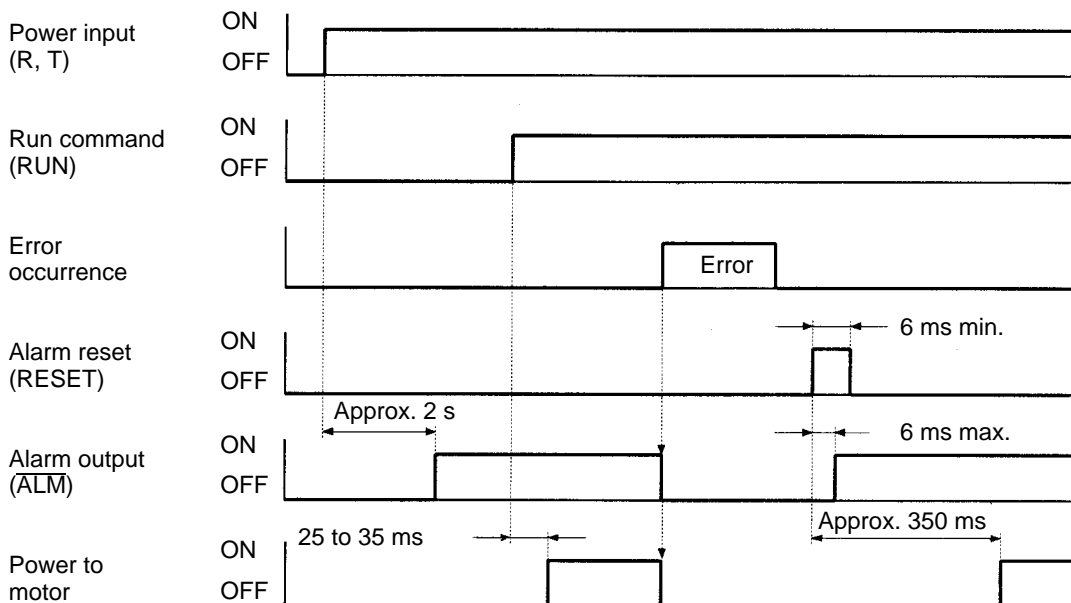 Power input
(R, T)
ON
OFF
Run command
(RUN)
ON
OFF
Error
occurrence
Error
Alarm reset
(RESET)
ON
OFF
6 ms min.
Approx. 2 s
Alarm output
(ALM)
ON
OFF
6 ms max.
Power to
motor
ON
OFF
25 to 35 ms
Approx. 350 ms